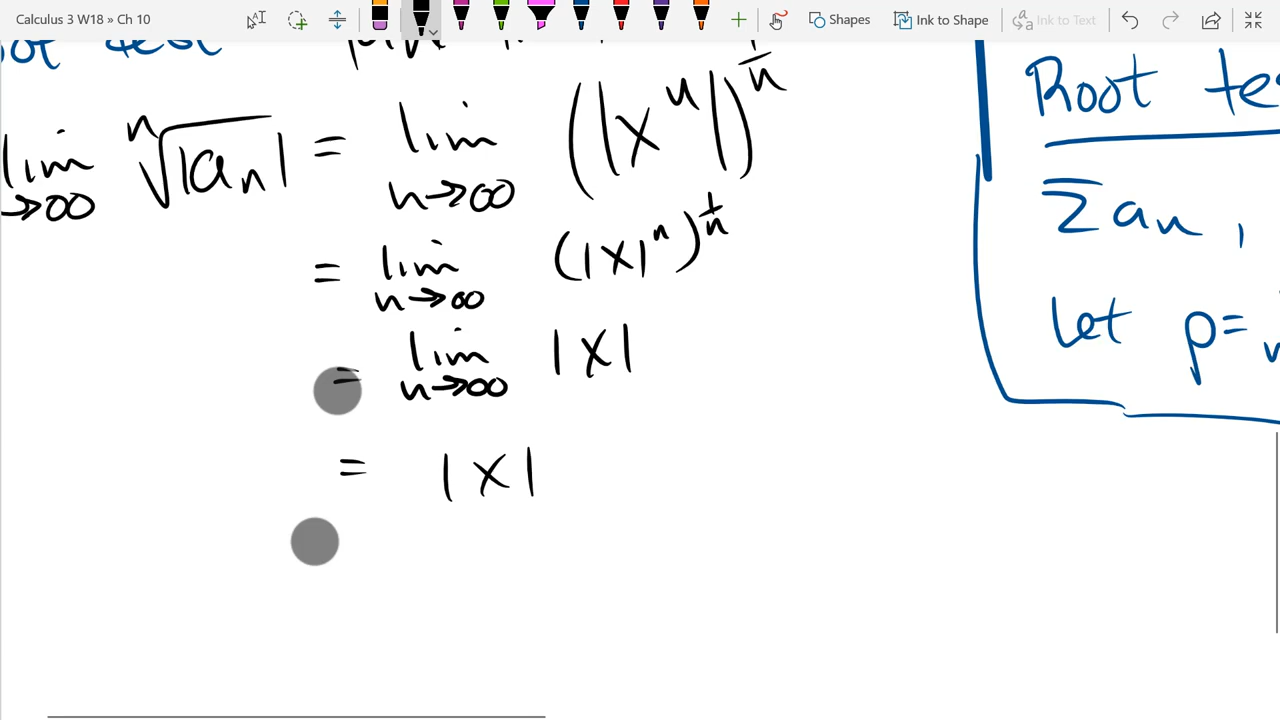 Calculus 3 W18 » Ch 10
Shapes
Ink to Shape
Ink to Text
lim n→∞ ⁿ√|aₙ| = lim n→∞ (|xⁿ|)^(1/n)
= lim n→∞ (|x|ⁿ)^(1/n)
= lim n→∞ |x|
= |x|
Root
Σaₙ,
let ρ=